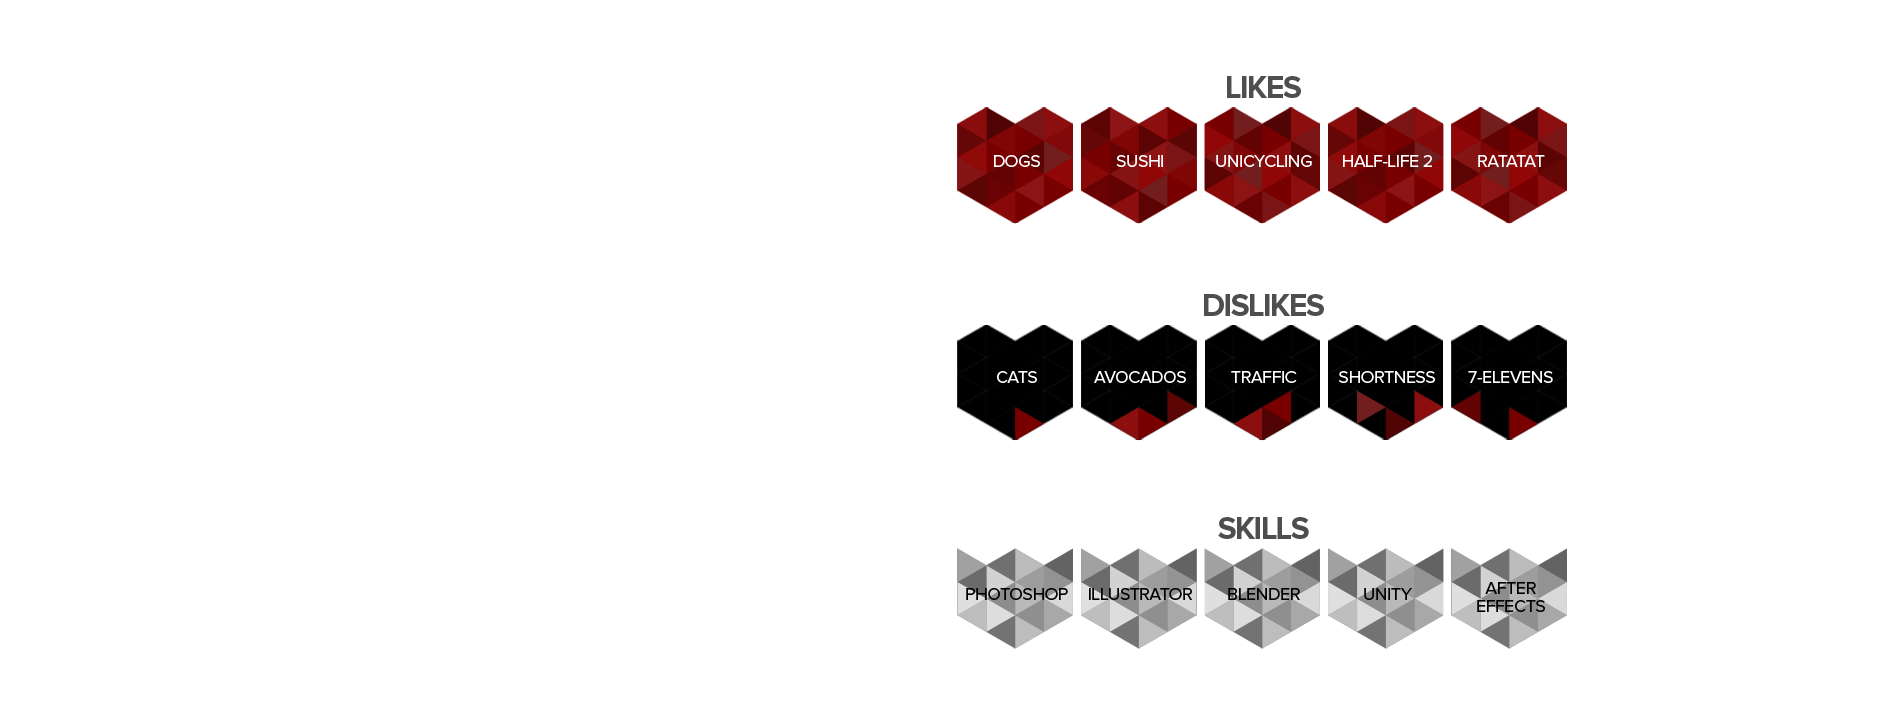 LIKES
DOGS SUSHI UNICYCLING HALF-LIFE 2 RATATAT
DISLIKES
CATS AVOCADOS TRAFFIC SHORTNESS 7-ELEVENS
SKILLS
PHOTOSHOP ILLUSTRATOR BLENDER UNITY AFTER
EFFECTS